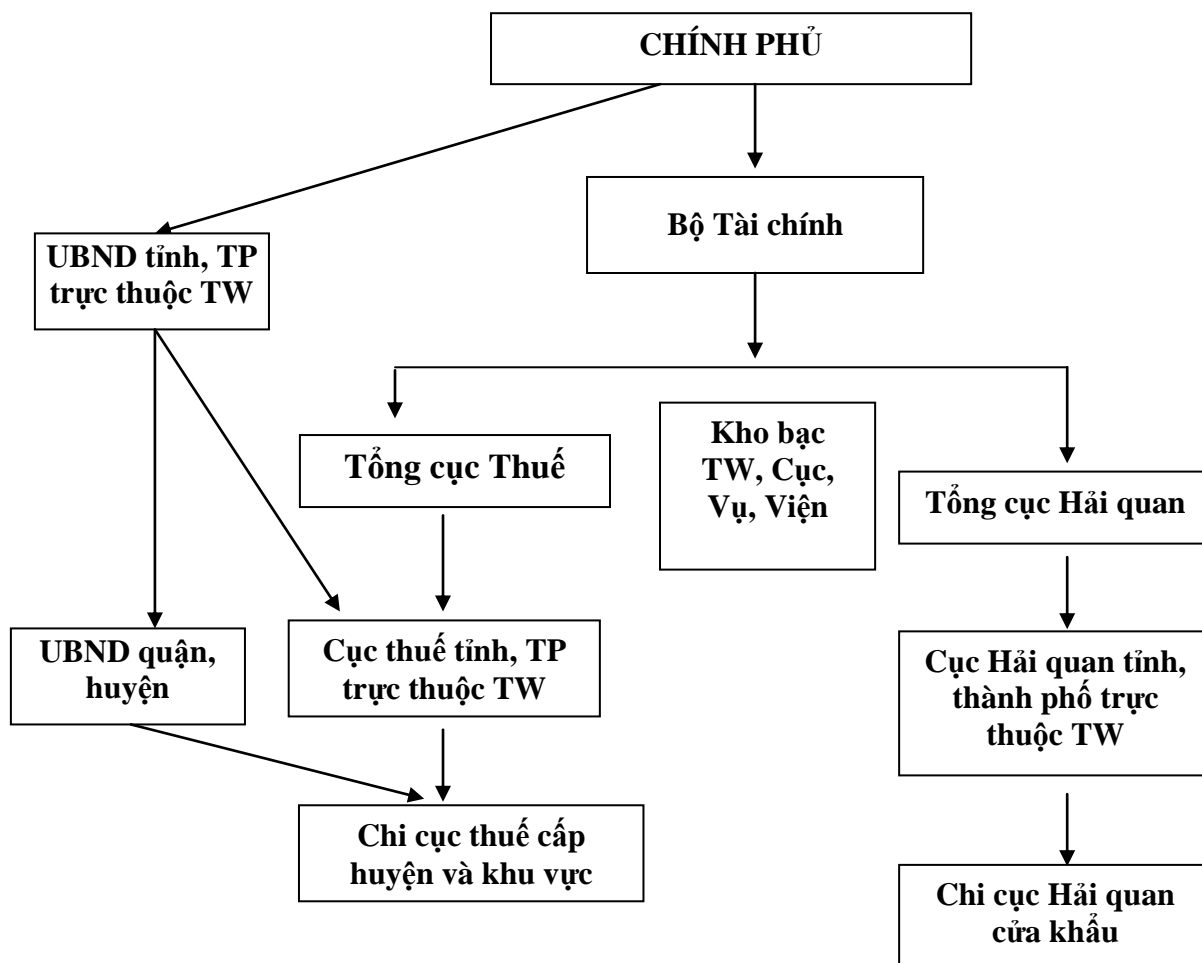 CHÍNH PHỦ
Bộ Tài chính
UBND tỉnh, TP
trực thuộc TW
Tổng cục Thuế
Kho bạc
TW, Cục,
Vụ, Viện
Tổng cục Hải quan
UBND quận,
huyện
Cục thuế tỉnh, TP
trực thuộc TW
Cục Hải quan tỉnh,
thành phố trực
thuộc TW
Chi cục thuế cấp
huyện và khu vực
Chi cục Hải quan
cửa khẩu